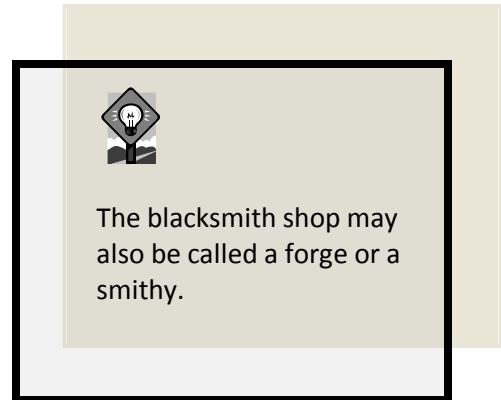 The blacksmith shop may
also be called a forge or a
smithy.